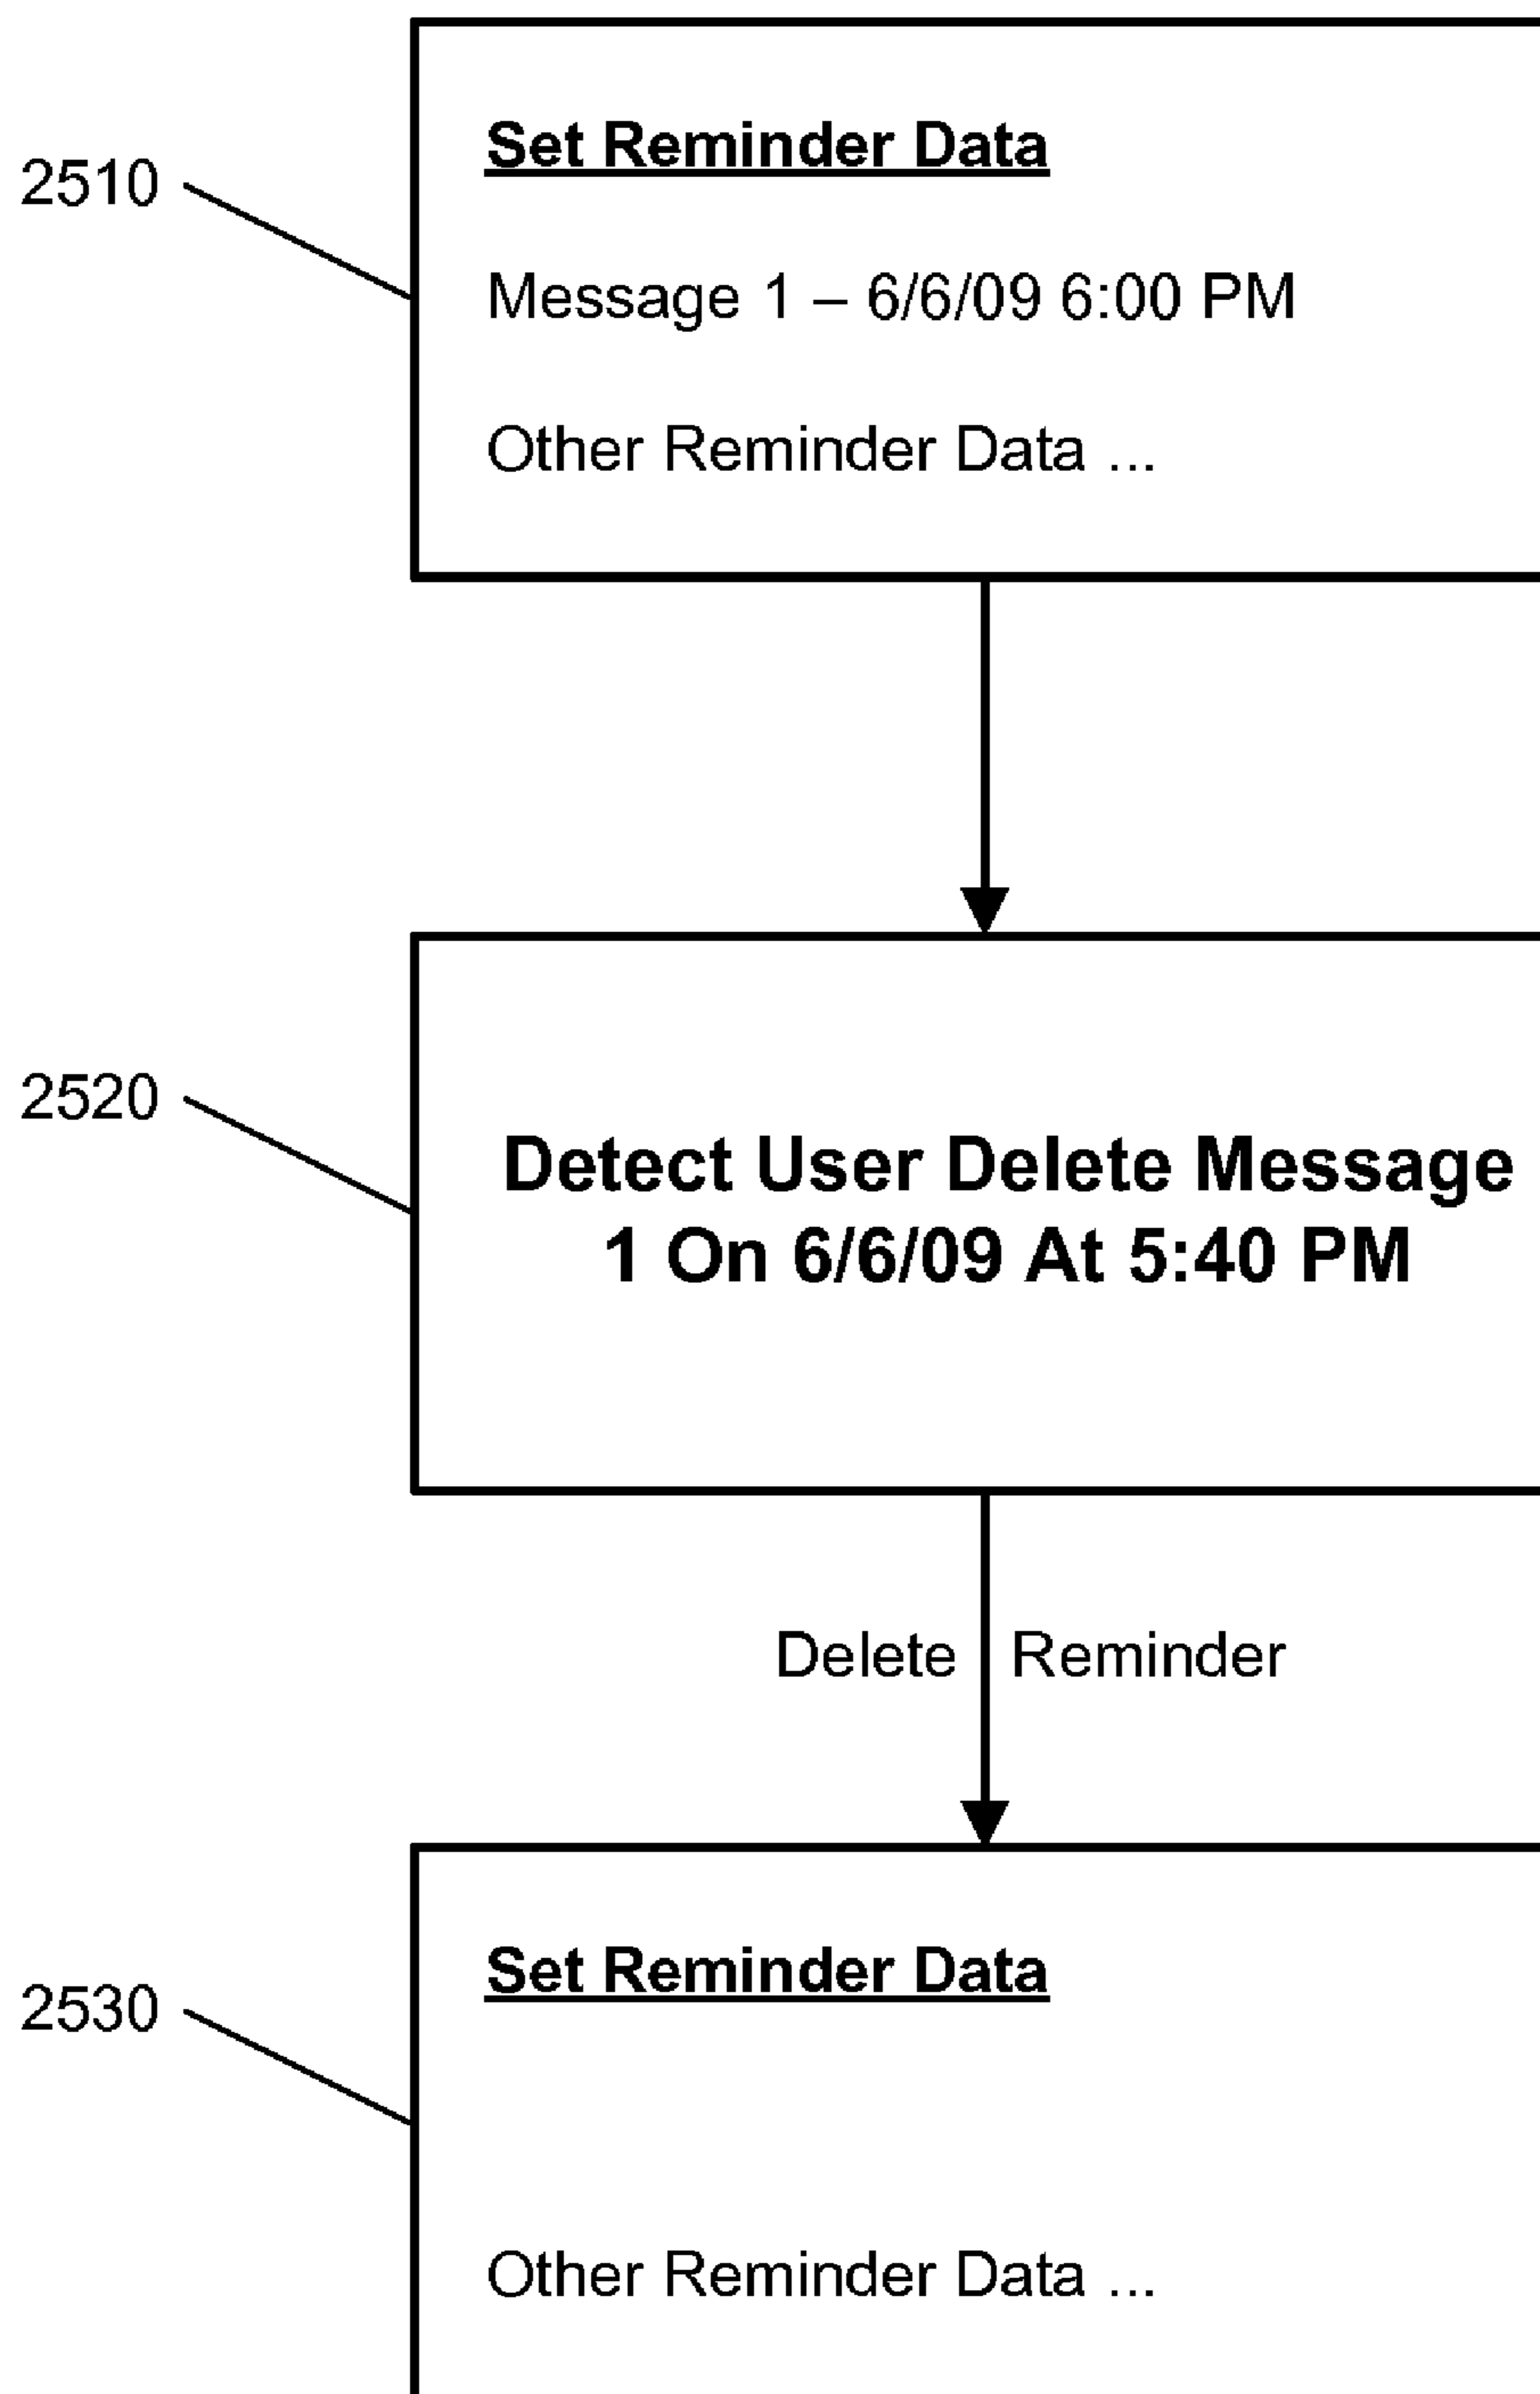 Set Reminder Data
2510
Message 1 – 6/6/09 6:00 PM
Other Reminder Data ...
2520
Detect User Delete Message
1 On 6/6/09 At 5:40 PM
Delete Reminder
Set Reminder Data
2530
Other Reminder Data ...